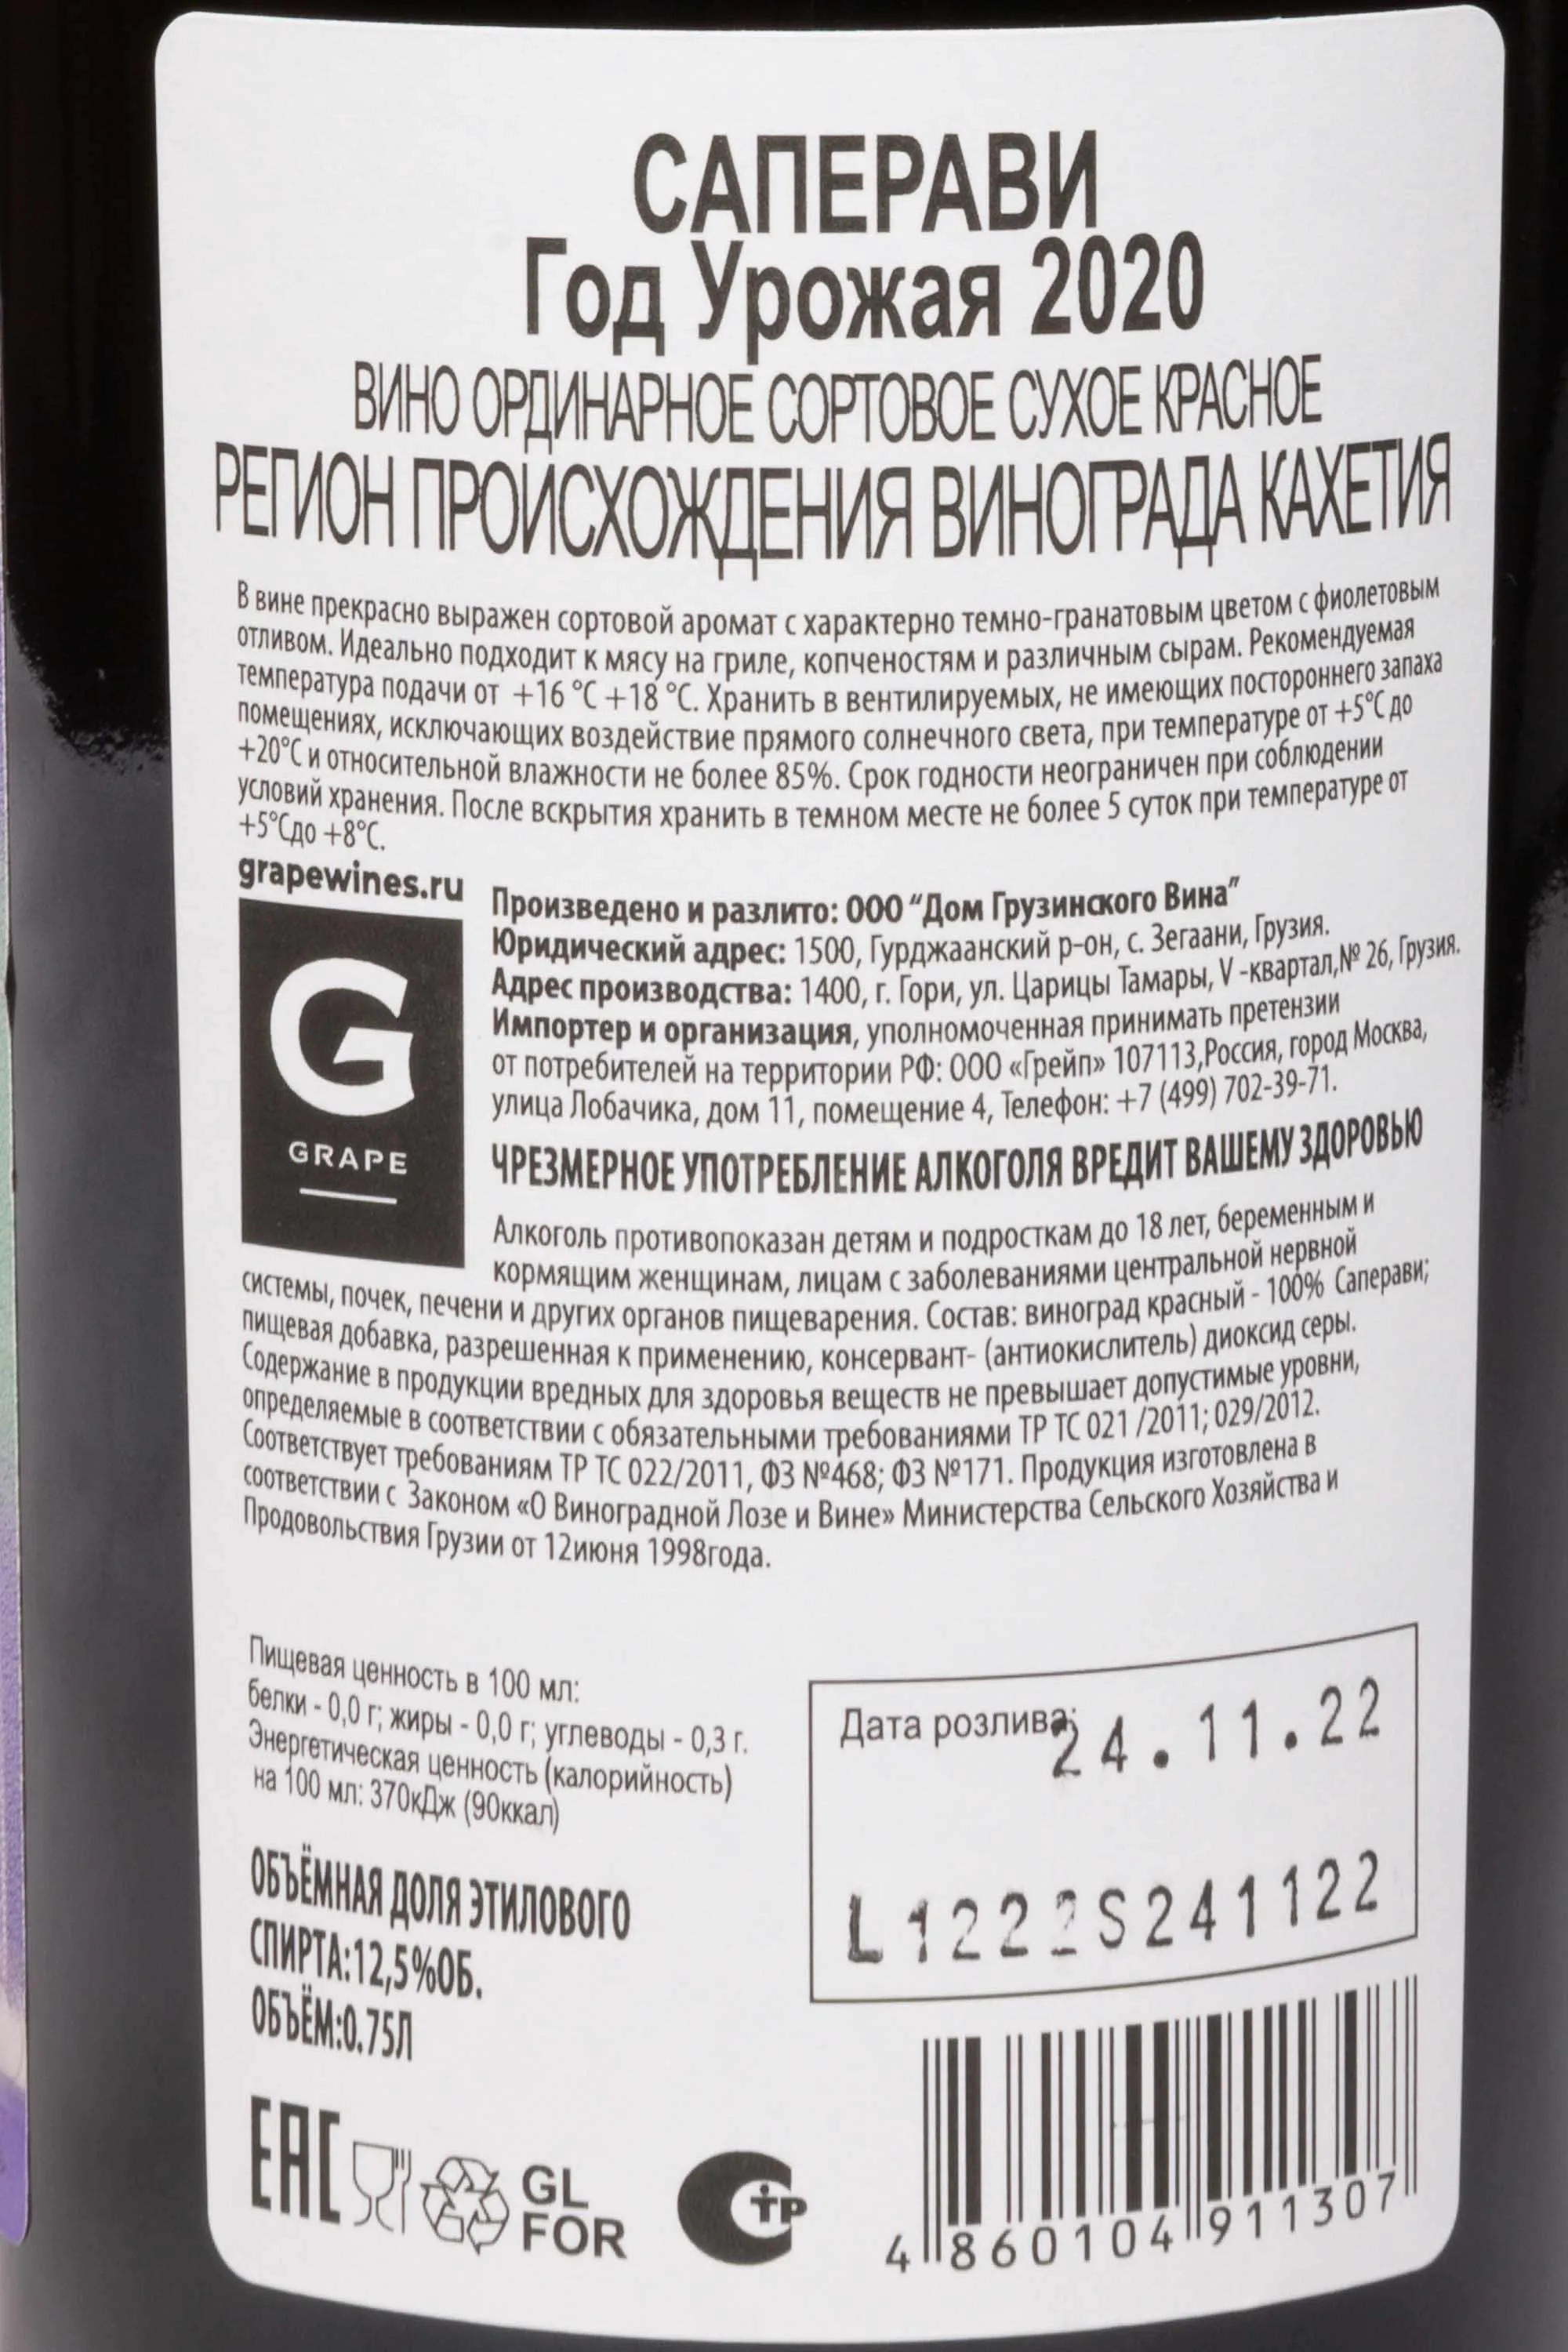 САПЕРАВИ
Год Урожая 2020
ВИНО ОРДИНАРНОЕ СОРТОВОЕ СУХОЕ КРАСНОЕ
РЕГИОН ПРОИСХОЖДЕНИЯ ВИНОГРАДА КАХЕТИЯ
В вине прекрасно выражен сортовой аромат с характерно темно-гранатовым цветом с фиолетовым
отливом. Идеально подходит к мясу на гриле, копченостям и различным сырам. Рекомендуемая
температура подачи от +16 °C +18 °C. Хранить в вентилируемых, не имеющих постороннего запаха
помещениях, исключающих воздействие прямого солнечного света, при температуре от +5°C до
+20°C и относительной влажности не более 85%. Срок годности неограничен при соблюдении
условий хранения. После вскрытия хранить в темном месте не более 5 суток при температуре от
+5°Cдо +8°C.
grapewines.ru
Произведено и разлито: ООО “Дом Грузинского Вина”
Юридический адрес: 1500, Гурджаанский р-он, с. Зегаани, Грузия.
Адрес производства: 1400, г. Гори, ул. Царицы Тамары, V -квартал,№ 26, Грузия.
Импортер и организация, уполномоченная принимать претензии
от потребителей на территории РФ: ООО «Грейп» 107113,Россия, город Москва,
улица Лобачика, дом 11, помещение 4, Телефон: +7 (499) 702-39-71.
G
GRAPE
ЧРЕЗМЕРНОЕ УПОТРЕБЛЕНИЕ АЛКОГОЛЯ ВРЕДИТ ВАШЕМУ ЗДОРОВЬЮ
Алкоголь противопоказан детям и подросткам до 18 лет, беременным и
кормящим женщинам, лицам с заболеваниями центральной нервной
системы, почек, печени и других органов пищеварения. Состав: виноград красный - 100% Саперави;
пищевая добавка, разрешенная к применению, консервант- (антиокислитель) диоксид серы.
Содержание в продукции вредных для здоровья веществ не превышает допустимые уровни,
определяемые в соответствии с обязательными требованиями ТР ТС 021 /2011; 029/2012.
Соответствует требованиям ТР ТС 022/2011, ФЗ №468; ФЗ №171. Продукция изготовлена в
соответствии с Законом «О Виноградной Лозе и Вине» Министерства Сельского Хозяйства и
Продовольствия Грузии от 12июня 1998года.
Пищевая ценность в 100 мл:
белки - 0,0 г; жиры - 0,0 г; углеводы - 0,3 г.
Энергетическая ценность (калорийность)
на 100 мл: 370кДж (90ккал)
Дата розлива: 24.11.22
L1222S241122
ОБЪЁМНАЯ ДОЛЯ ЭТИЛОВОГО
СПИРТА:12,5%ОБ.
ОБЪЁМ:0.75Л
EAC
GL
FOR
СТР
4 860104 911307